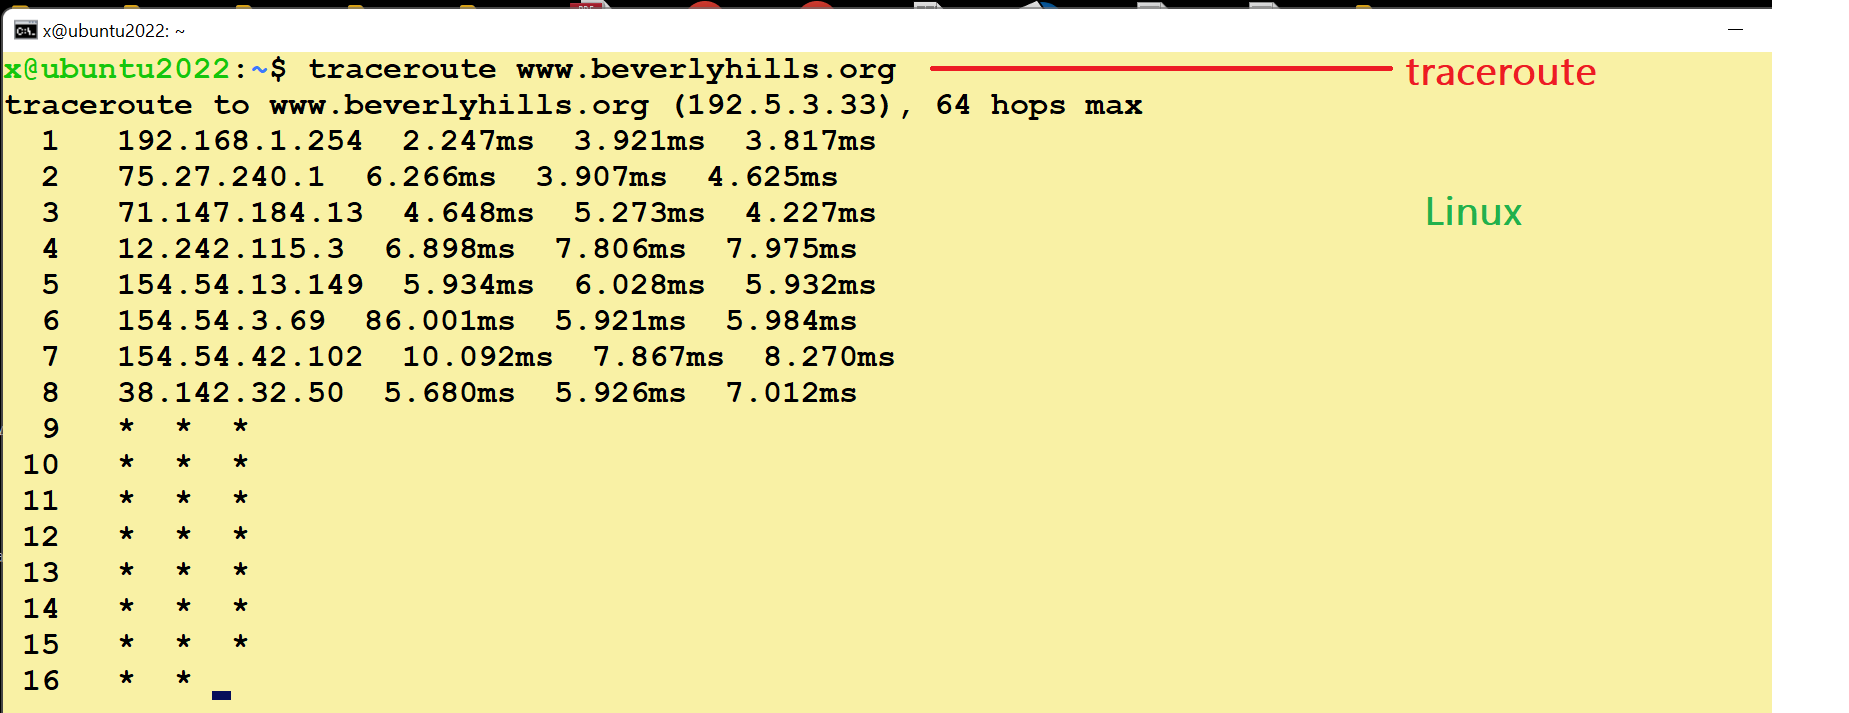 x@ubuntu2022: ~
x@ubuntu2022:~$ traceroute www.beverlyhills.org traceroute
traceroute to www.beverlyhills.org (192.5.3.33), 64 hops max
1 192.168.1.254 2.247ms 3.921ms 3.817ms
2 75.27.240.1 6.266ms 3.907ms 4.625ms
3 71.147.184.13 4.648ms 5.273ms 4.227ms
Linux
4 12.242.115.3 6.898ms 7.806ms 7.975ms
5 154.54.13.149 5.934ms 6.028ms 5.932ms
6 154.54.3.69 86.001ms 5.921ms 5.984ms
7 154.54.42.102 10.092ms 7.867ms 8.270ms
8 38.142.32.50 5.680ms 5.926ms 7.012ms
9 * * *
10 * * *
11 * * *
12 * * *
13 * * *
14 * * *
15 * * *
16 * *